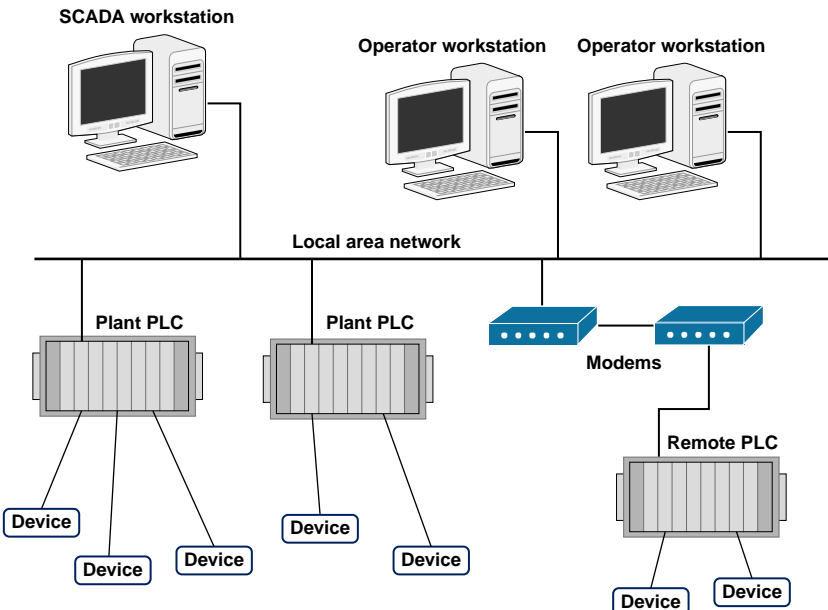 SCADA workstation
Operator workstation
Operator workstation
Local area network
Plant PLC
Plant PLC
Modems
Remote PLC
Device
Device
Device
Device
Device
Device
Device